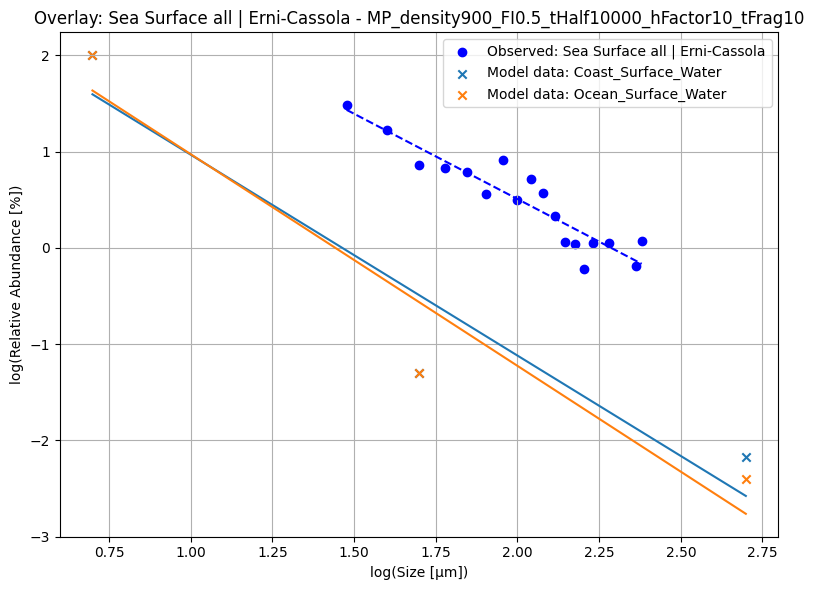 Overlay: Sea Surface all | Erni-Cassola - MP_density900_FI0.5_tHalf10000_hFactor10_tFrag10
Observed: Sea Surface all | Erni-Cassola
Model data: Coast_Surface_Water
Model data: Ocean_Surface_Water
log(Relative Abundance [%])
2
1
0
−1
−2
−3
0.75 1.00 1.25 1.50 1.75 2.00 2.25 2.50 2.75
log(Size [μm])